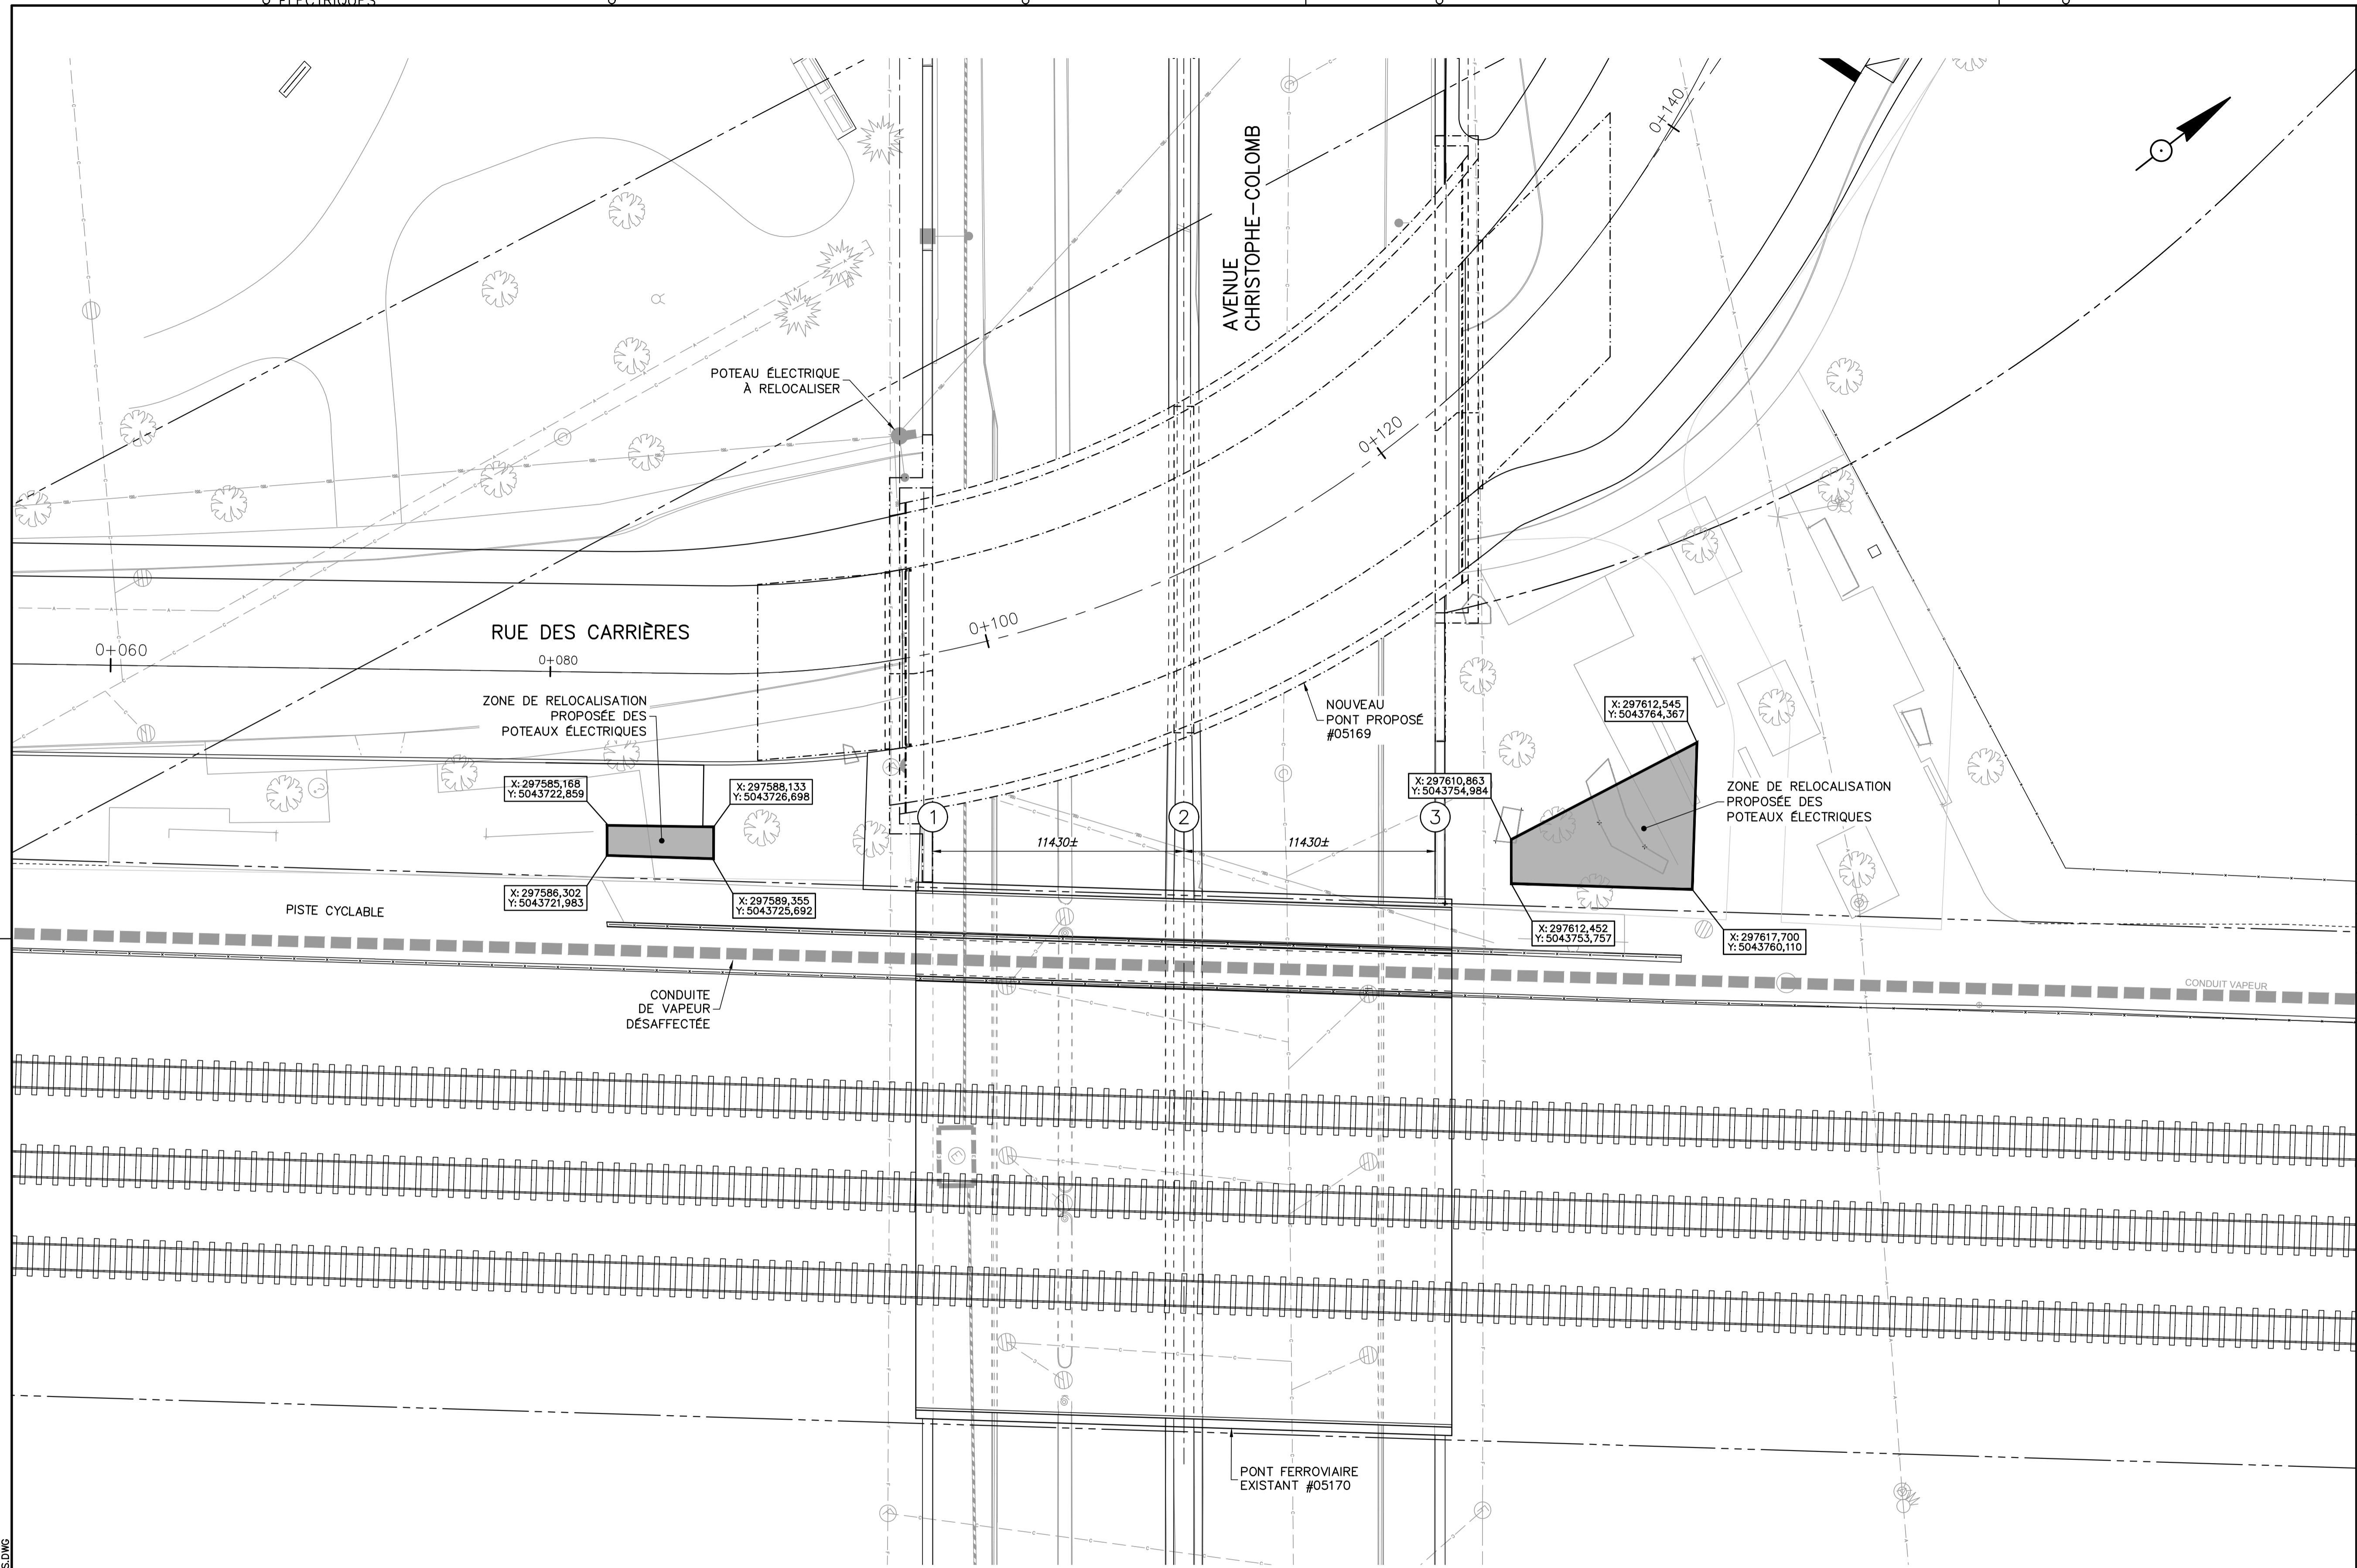 AVENUE
CHRISTOPHE-COLOMB
0+140
POTEAU ÉLECTRIQUE
À RELOCALISER
0+120
0+100
RUE DES CARRIÈRES
0+060
0+080
ZONE DE RELOCALISATION
PROPOSÉE DES
POTEAUX ÉLECTRIQUES
NOUVEAU
PONT PROPOSÉ
#05169
X: 297612,545
Y: 5043764,367
X: 297585,168
Y: 5043722,859
X: 297588,133
Y: 5043726,698
X: 297610,863
Y: 5043754,984
ZONE DE RELOCALISATION
PROPOSÉE DES
POTEAUX ÉLECTRIQUES
1
2
3
11430±
11430±
X: 297586,302
Y: 5043721,983
X: 297589,355
Y: 5043725,692
X: 297612,452
Y: 5043753,757
X: 297617,700
Y: 5043760,110
PISTE CYCLABLE
CONDUIT VAPEUR
CONDUITE
DE VAPEUR
DÉSAFFECTÉE
PONT FERROVIAIRE
EXISTANT #05170
S.DWG